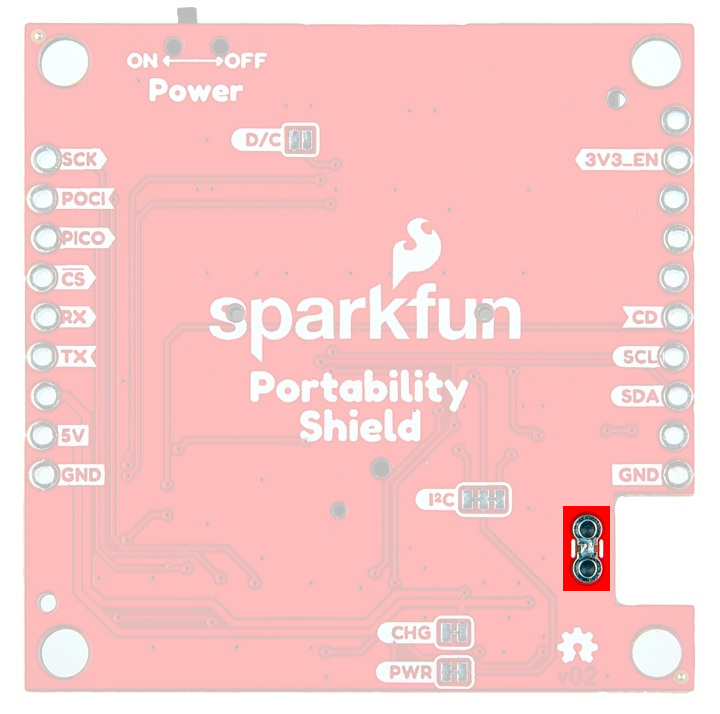 ON OFF
Power
D/C
SCK
3V3_EN
POCI
PICO
CS
RX
CD
sparkfun
TX
SCL
Portability
SDA
Shield
5V
GND
GND
I²C
CHG
PWR
v02